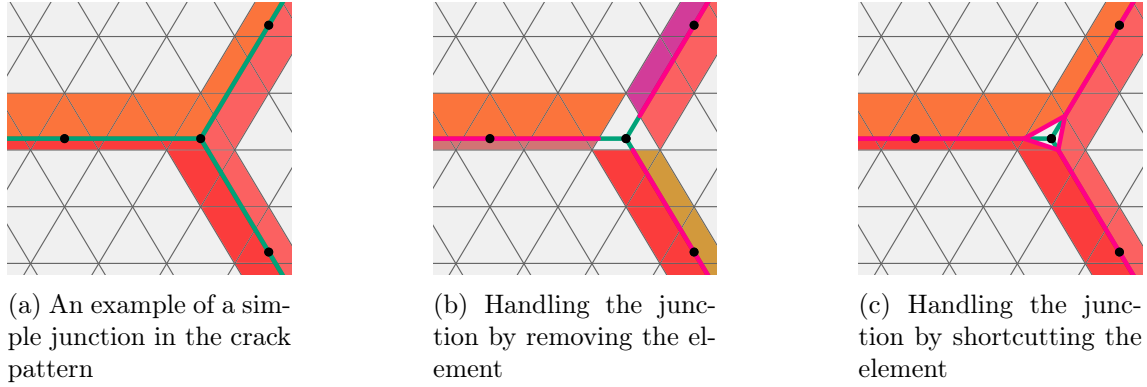 (a) An example of a sim-
ple junction in the crack
pattern
(b) Handling the junc-
tion by removing the el-
ement
(c) Handling the junc-
tion by shortcutting the
element